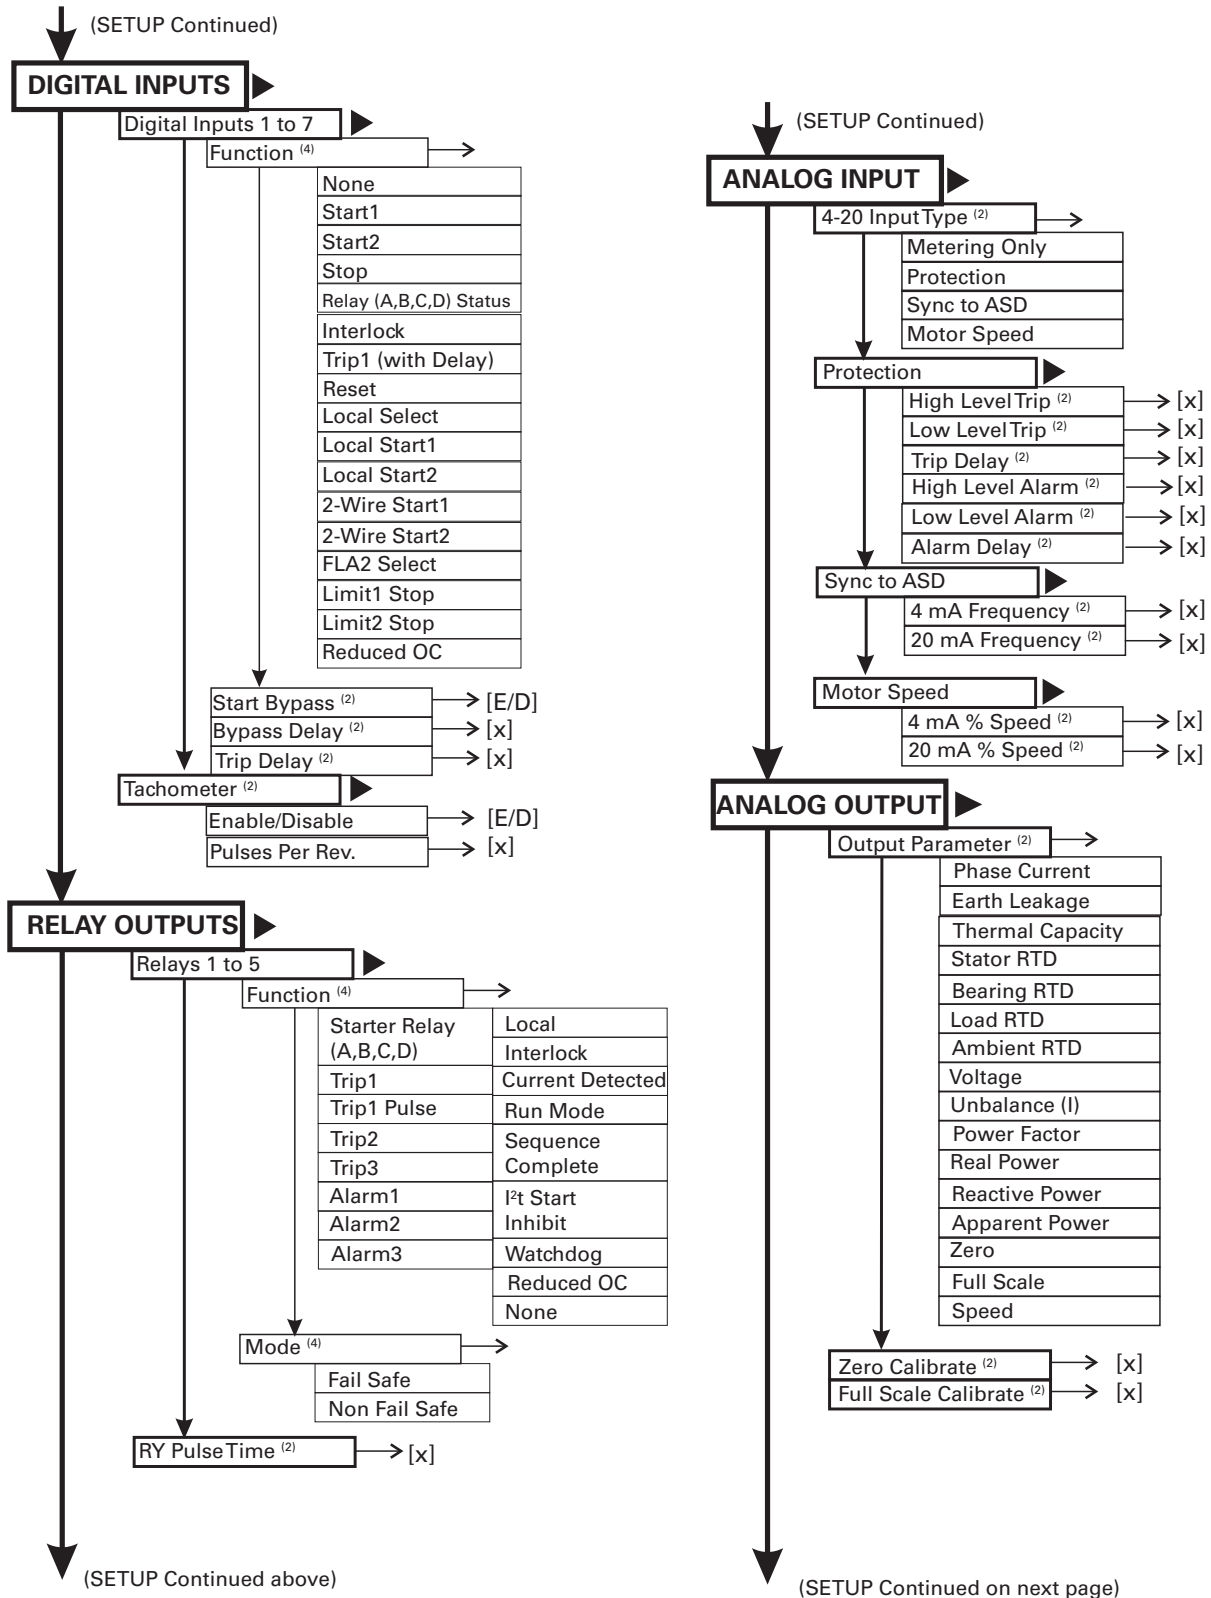 (SETUP Continued)
DIGITAL INPUTS
Digital Inputs 1 to 7
Function (4)
None
Start1
Start2
Stop
Relay (A,B,C,D) Status
Interlock
Trip1 (with Delay)
Reset
Local Select
Local Start1
Local Start2
2-Wire Start1
2-Wire Start2
FLA2 Select
Limit1 Stop
Limit2 Stop
Reduced OC
Start Bypass (2) [E/D]
Bypass Delay (2) [x]
Trip Delay (2) [x]
Tachometer (2)
Enable/Disable [E/D]
Pulses Per Rev. [x]
RELAY OUTPUTS
Relays 1 to 5
Function (4)
Starter Relay
(A,B,C,D)
Trip1
Trip1 Pulse
Trip2
Trip3
Alarm1
Alarm2
Alarm3
Local
Interlock
Current Detected
Run Mode
Sequence
Complete
I²t Start
Inhibit
Watchdog
Reduced OC
None
Mode (4)
Fail Safe
Non Fail Safe
RY Pulse Time (2) [x]
(SETUP Continued above)
(SETUP Continued)
ANALOG INPUT
4-20 Input Type (2)
Metering Only
Protection
Sync to ASD
Motor Speed
Protection
High Level Trip (2) [x]
Low Level Trip (2) [x]
Trip Delay (2) [x]
High Level Alarm (2) [x]
Low Level Alarm (2) [x]
Alarm Delay (2) [x]
Sync to ASD
4 mA Frequency (2) [x]
20 mA Frequency (2) [x]
Motor Speed
4 mA % Speed (2) [x]
20 mA % Speed (2) [x]
ANALOG OUTPUT
Output Parameter (2)
Phase Current
Earth Leakage
Thermal Capacity
Stator RTD
Bearing RTD
Load RTD
Ambient RTD
Voltage
Unbalance (I)
Power Factor
Real Power
Reactive Power
Apparent Power
Zero
Full Scale
Speed
Zero Calibrate (2) [x]
Full Scale Calibrate (2) [x]
(SETUP Continued on next page)